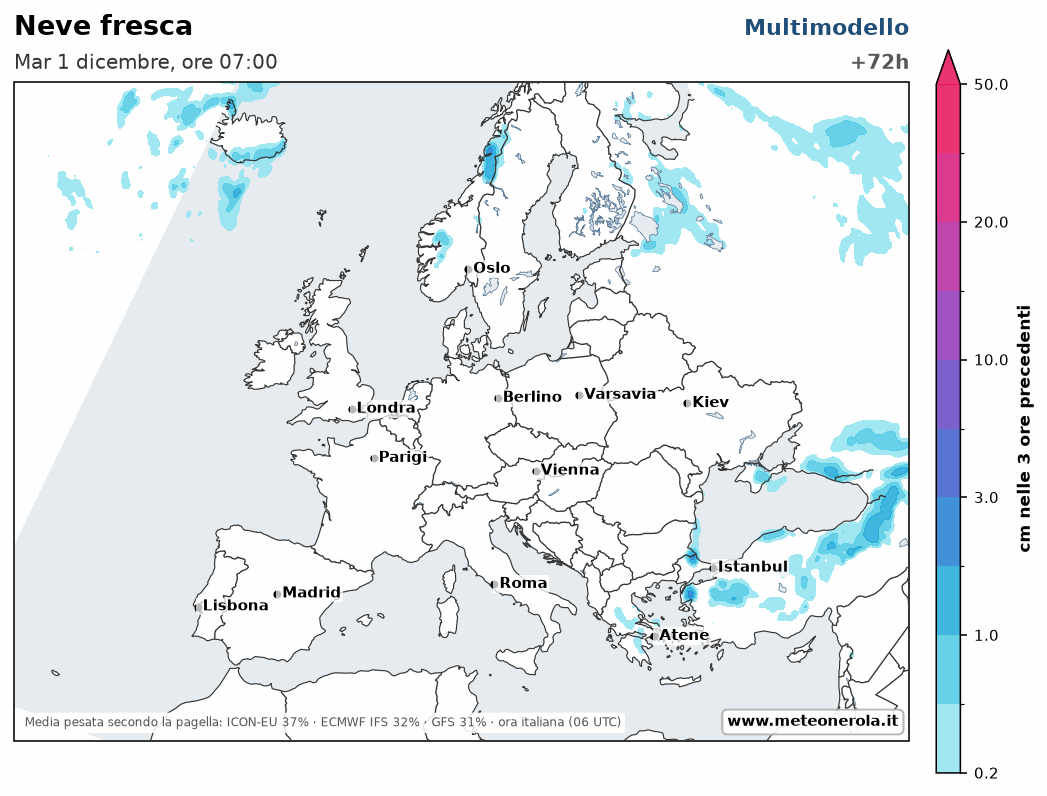 Neve fresca
Multimodello
Mar 1 dicembre, ore 07:00
+72h
50.0
20.0
10.0
3.0
1.0
0.2
cm nelle 3 ore precedenti
Oslo
Berlino
Varsavia
Kiev
Londra
Parigi
Vienna
Istanbul
Roma
Madrid
Lisbona
Atene
Media pesata secondo la pagella: ICON-EU 37% · ECMWF IFS 32% · GFS 31% · ora italiana (06 UTC)
www.meteonerola.it